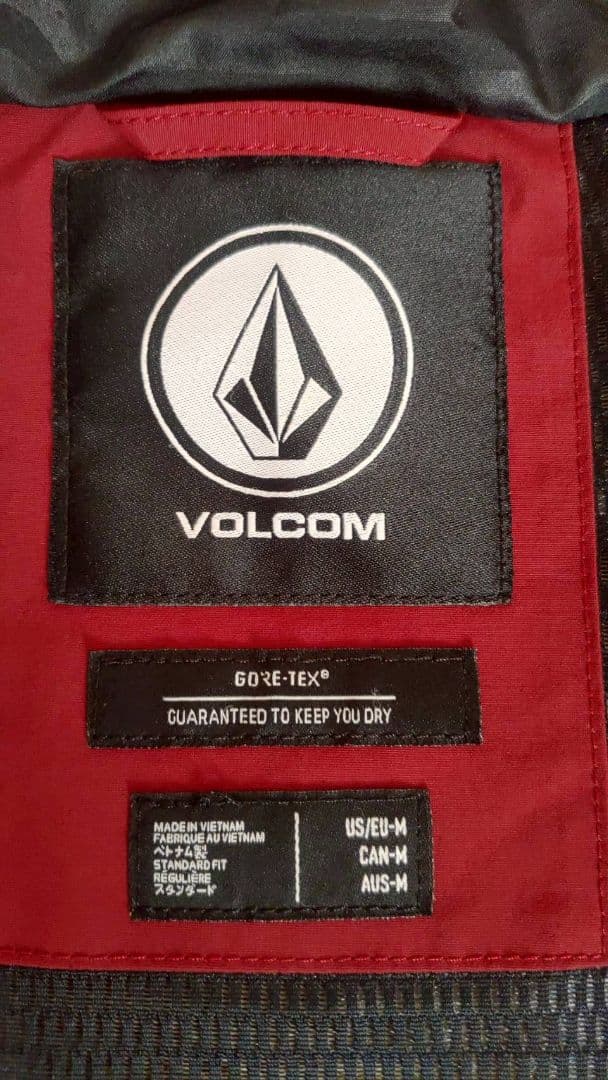 VOLCOM
GORE-TEX®
GUARANTEED TO KEEP YOU DRY
MADE IN VIETNAM
FABRIQUE AU VIETNAM
ベトナム製
STANDARD FIT
RÉGULIÈRE
スタンダード
US/EU-M
CAN-M
AUS-M